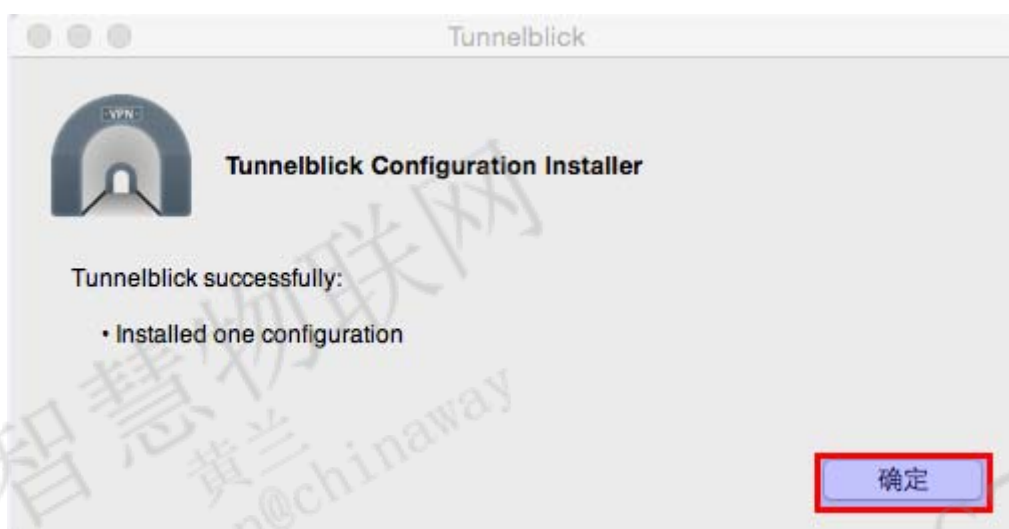 Tunnelblick
VPN
Tunnelblick Configuration Installer
Tunnelblick successfully:
• Installed one configuration
智慧物联网
黄兰
@chinaway
确定